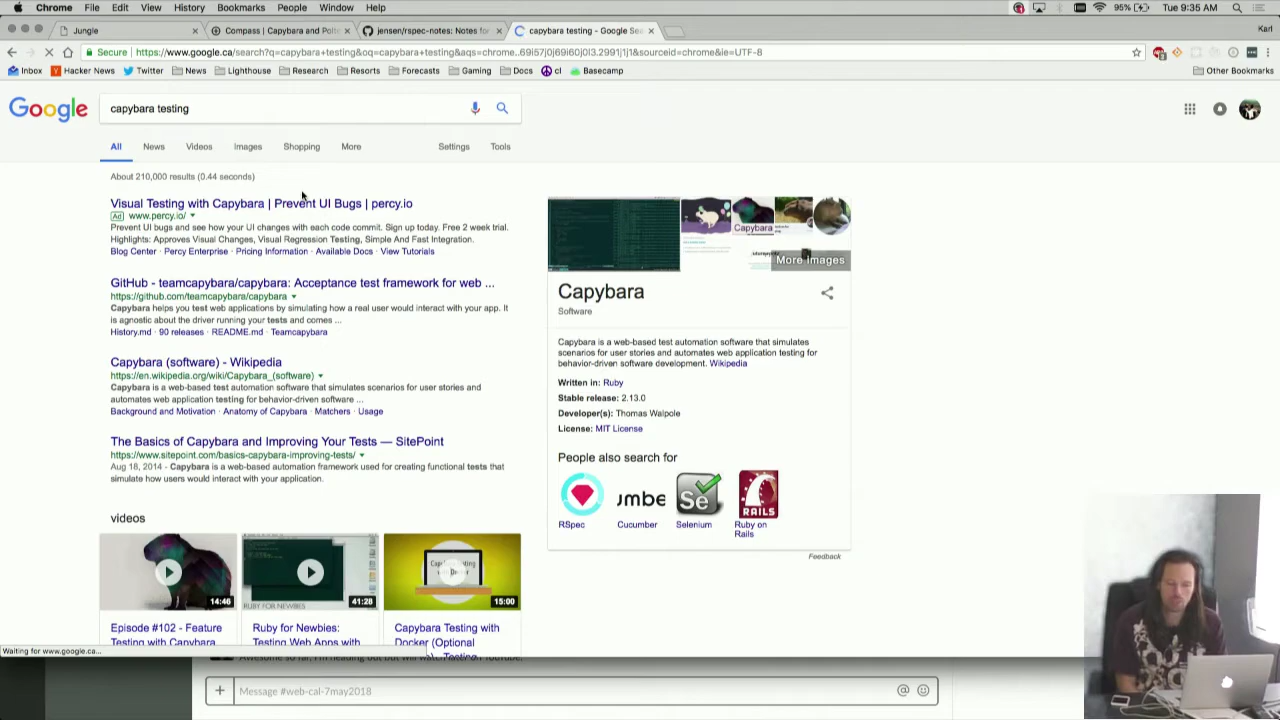 Chrome File Edit View History Bookmarks People Window Help 95% Tue 9:35 AM
Jungle × Compass | Capybara and Polt × jensen/rspec-notes: Notes for × capybara testing - Google Sea × Karl
Secure https://www.google.ca/search?q=capybara+testing&oq=capybara+testing&aqs=chrome..69i57j0j69i60j0l3.2991j1j1&sourceid=chrome&ie=UTF-8
Inbox Hacker News Twitter News Lighthouse Research Resorts Forecasts Gaming Docs cl Basecamp Other Bookmarks
Google capybara testing
All News Videos Images Shopping More Settings Tools
About 210,000 results (0.44 seconds)
Visual Testing with Capybara | Prevent UI Bugs | percy.io
Ad www.percy.io/
Prevent UI bugs and see how your UI changes with each code commit. Sign up today. Free 2 week trial.
Highlights: Approves Visual Changes, Visual Regression Testing, Simple And Fast Integration.
Blog Center · Percy Enterprise · Pricing Information · Available Docs · View Tutorials
GitHub - teamcapybara/capybara: Acceptance test framework for web ...
https://github.com/teamcapybara/capybara
Capybara helps you test web applications by simulating how a real user would interact with your app. It
is agnostic about the driver running your tests and comes ...
History.md · 90 releases · README.md · Teamcapybara
Capybara (software) - Wikipedia
https://en.wikipedia.org/wiki/Capybara_(software)
Capybara is a web-based test automation software that simulates scenarios for user stories and
automates web application testing for behavior-driven software ...
Background and Motivation · Anatomy of Capybara · Matchers · Usage
The Basics of Capybara and Improving Your Tests — SitePoint
https://www.sitepoint.com/basics-capybara-improving-tests/
Aug 18, 2014 - Capybara is a web-based automation framework used for creating functional tests that
simulate how users would interact with your application.
videos
14:46
RUBY FOR NEWBIES
41:28
15:00
Episode #102 - Feature
Testing with Capybara
Ruby for Newbies:
Testing Web Apps with
Capybara Testing with
Docker (Optional
Capybara
More images
Capybara
Software
Capybara is a web-based test automation software that simulates
scenarios for user stories and automates web application testing for
behavior-driven software development. Wikipedia
Written in: Ruby
Stable release: 2.13.0
Developer(s): Thomas Walpole
License: MIT License
People also search for
umbe Se RAILS
RSpec Cucumber Selenium Ruby on
Rails
Feedback
Waiting for www.google.ca...
+ Message #web-cal-7may2018 @